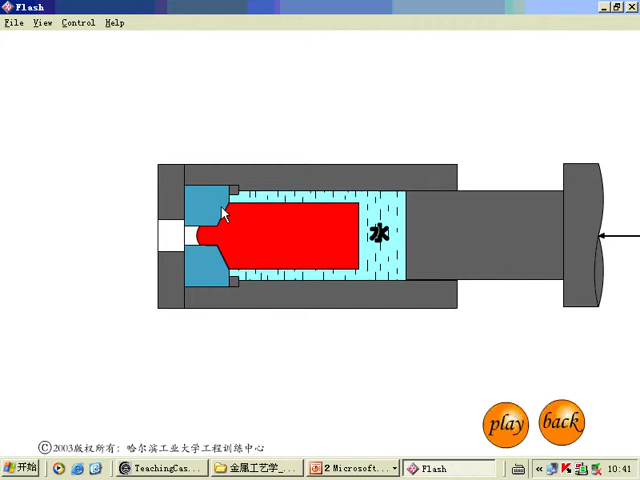 Flash
File View Control Help
水
play back
©2003版权所有：哈尔滨工业大学工程训练中心
开始 TeachingCas... 金属工艺学_... 2 Microsoft... Flash « 10:41